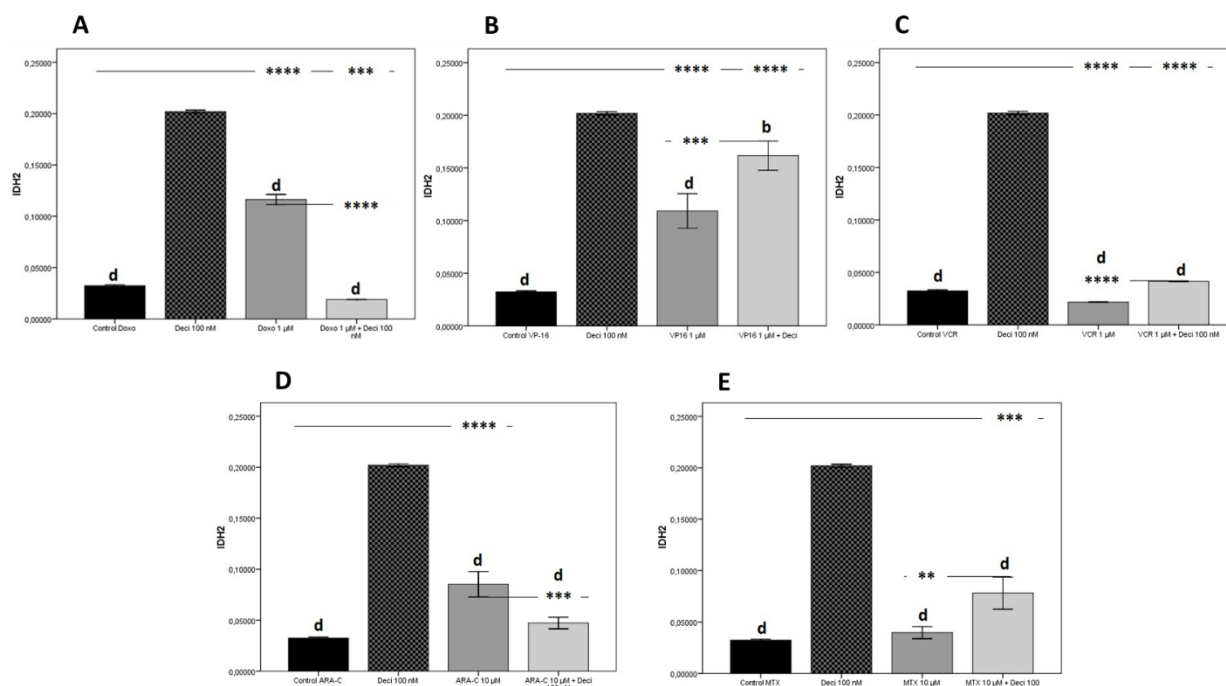 A
0,25000
0,20000
0,15000
0,10000
0,05000
0,00000
IDH2
**** ***
d
d
****
d
Control Doxo Deci 100 nM Doxo 1 µM Doxo 1 µM + Deci 100
nM
B
0,25000
0,20000
0,15000
0,10000
0,05000
0,00000
IDH2
**** ****
b
***
d
d
Control VP-16 Deci 100 nM VP16 1 µM VP16 1 µM + Deci
C
0,25000
0,20000
0,15000
0,10000
0,05000
0,00000
IDH2
**** ****
d
d
****
d
Control VCR Deci 100 nM VCR 1 µM VCR 1 µM + Deci 100 nM
D
0,25000
0,20000
0,15000
0,10000
0,05000
0,00000
IDH2
****
d
d
***
d
Control ARA-C Deci 100 nM ARA-C 10 µM ARA-C 10 µM + Deci
E
0,25000
0,20000
0,15000
0,10000
0,05000
0,00000
IDH2
***
d
**
d
d
Control MTX Deci 100 nM MTX 10 µM MTX 10 µM + Deci 100